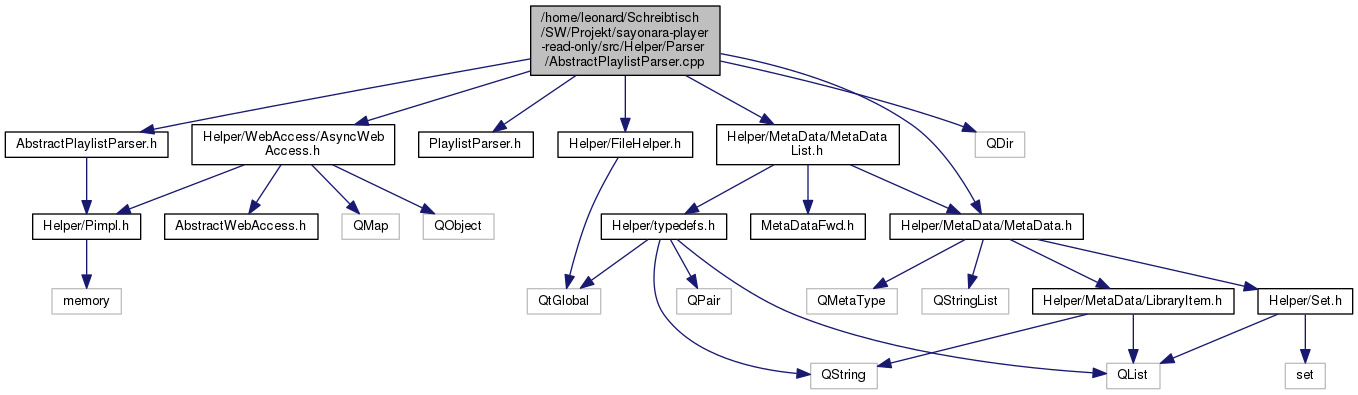 /home/leonard/Schreibtisch
/SW/Projekt/sayonara-player
-read-only/src/Helper/Parser
/AbstractPlaylistParser.cpp
AbstractPlaylistParser.h
Helper/WebAccess/AsyncWeb
Access.h
PlaylistParser.h
Helper/FileHelper.h
Helper/MetaData/MetaData
List.h
QDir
Helper/Pimpl.h
AbstractWebAccess.h
QMap
QObject
Helper/typedefs.h
MetaDataFwd.h
Helper/MetaData/MetaData.h
memory
QtGlobal
QPair
QMetaType
QStringList
Helper/MetaData/LibraryItem.h
Helper/Set.h
QString
QList
set